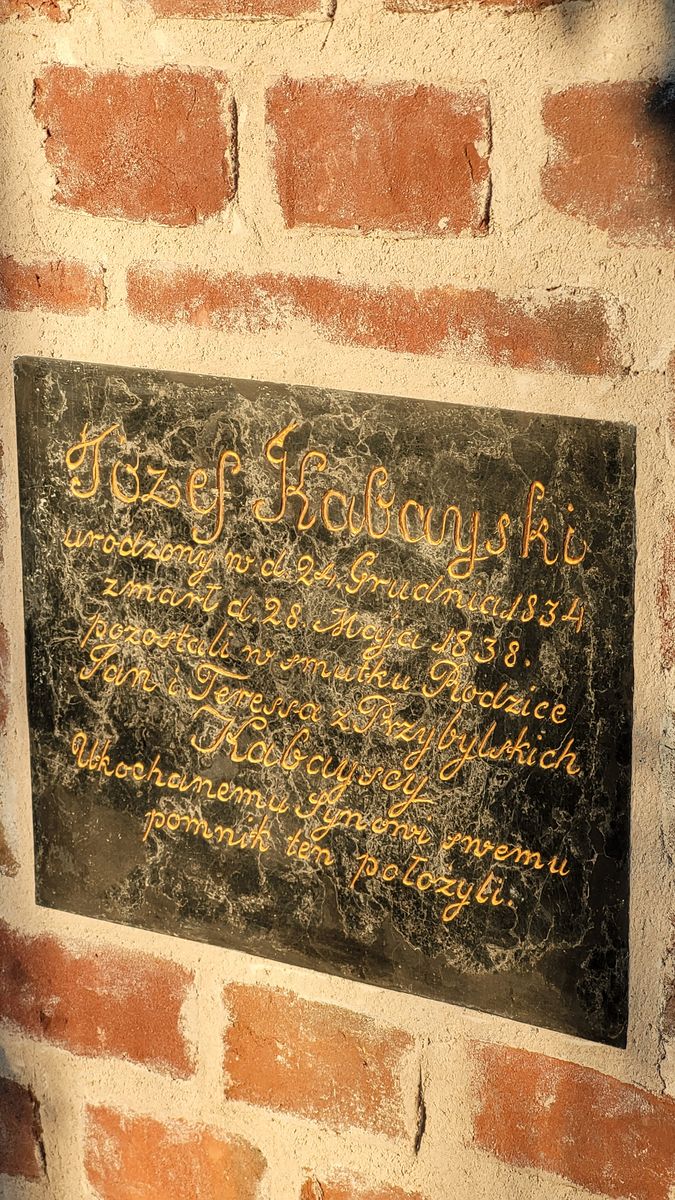 Józef Kabayski
urodzony w d. 24. Grudnia 1834
zmarł d. 28. Maja 1838.
pozostali w smutku Rodzice
Jan i Teressa z Przybylskich
Kabayscy
Ukochanemu Synowi swemu
pomnik ten położyli.